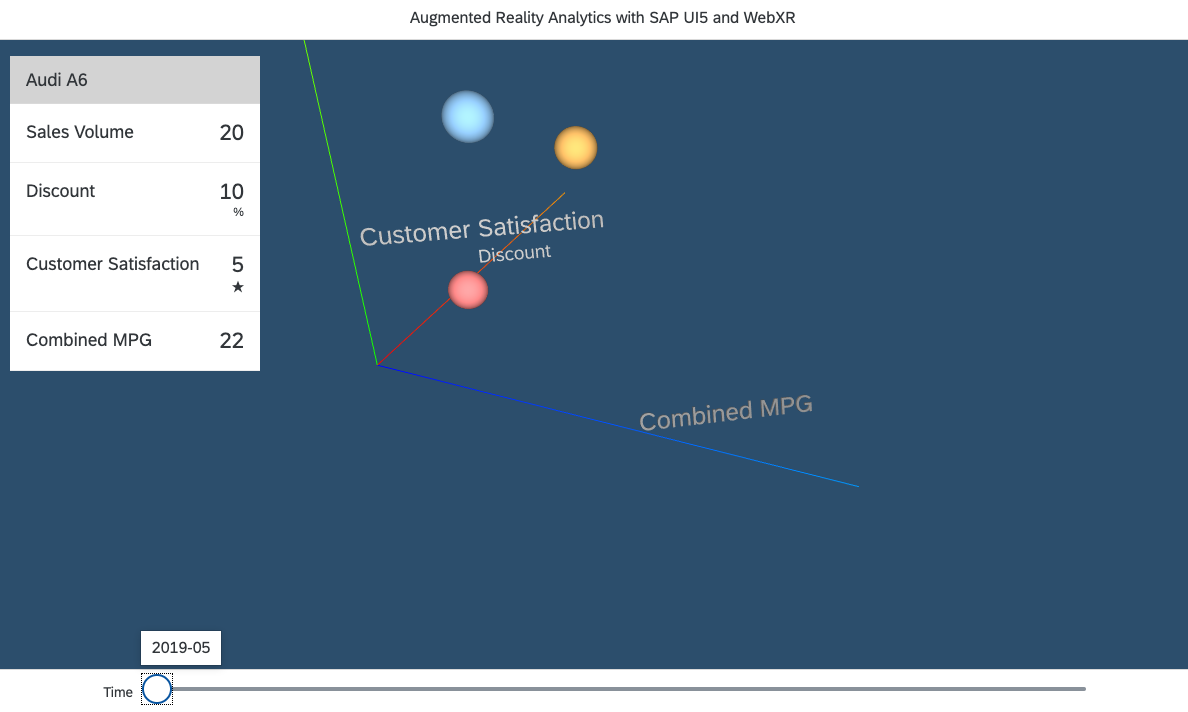 Augmented Reality Analytics with SAP UI5 and WebXR
Audi A6
Sales Volume 20
Discount 10
%
Customer Satisfaction 5
★
Combined MPG 22
Customer Satisfaction
Discount
Combined MPG
2019-05
Time